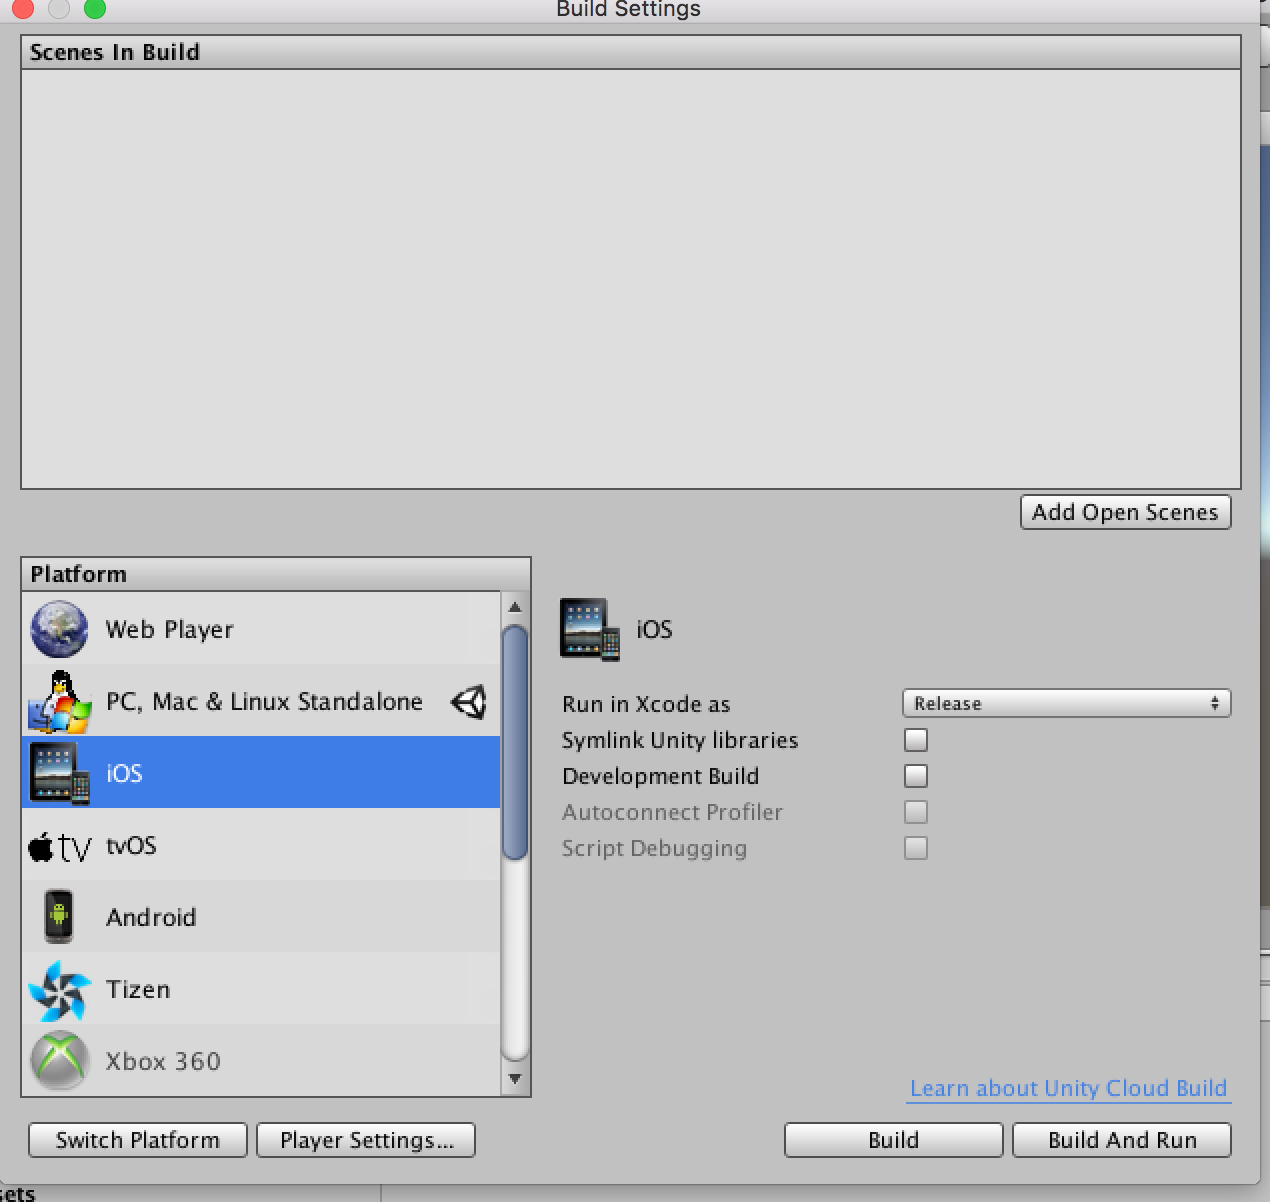 Build Settings
Scenes In Build
Add Open Scenes
Platform
Web Player
PC, Mac & Linux Standalone
iOS
tv tvOS
Android
Tizen
Xbox 360
iOS
Run in Xcode as Release
Symlink Unity libraries
Development Build
Autoconnect Profiler
Script Debugging
Learn about Unity Cloud Build
Switch Platform Player Settings... Build Build And Run
sets